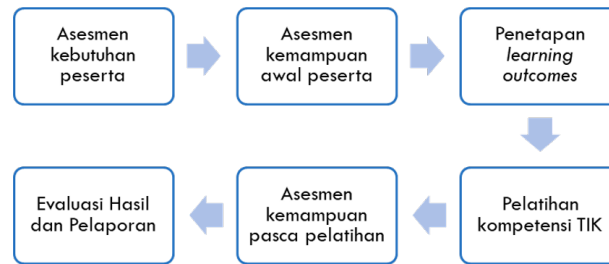 Asesmen
kebutuhan
peserta
Asesmen
kemampuan
awal peserta
Penetapan
learning
outcomes
Pelatihan
kompetensi TIK
Asesmen
kemampuan
pasca pelatihan
Evaluasi Hasil
dan Pelaporan